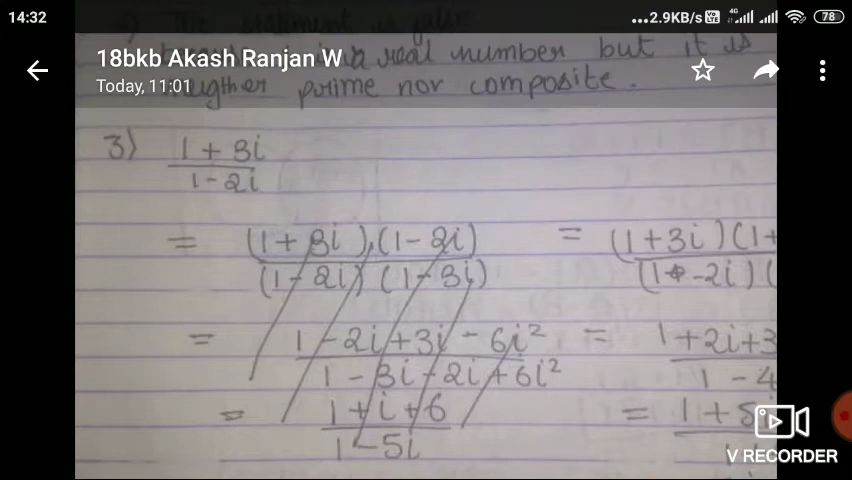 14:32
...2.9KB/s 4G 78
18bkb Akash Ranjan W
Today, 11:01
real number but it is
prime nor composite.
3) 1 + 3i
1 - 2i
= (1 + 3i) (1 - 2i) = (1+3i)(1+
(1 - 2i) (1 - 3i) (1 -2i)(
= 1 - 2i + 3i - 6i² = 1+2i+3
1 - 3i - 2i + 6i² 1 - 4
= 1 + i + 6 = 1 + 5i
1 - 5i
V RECORDER